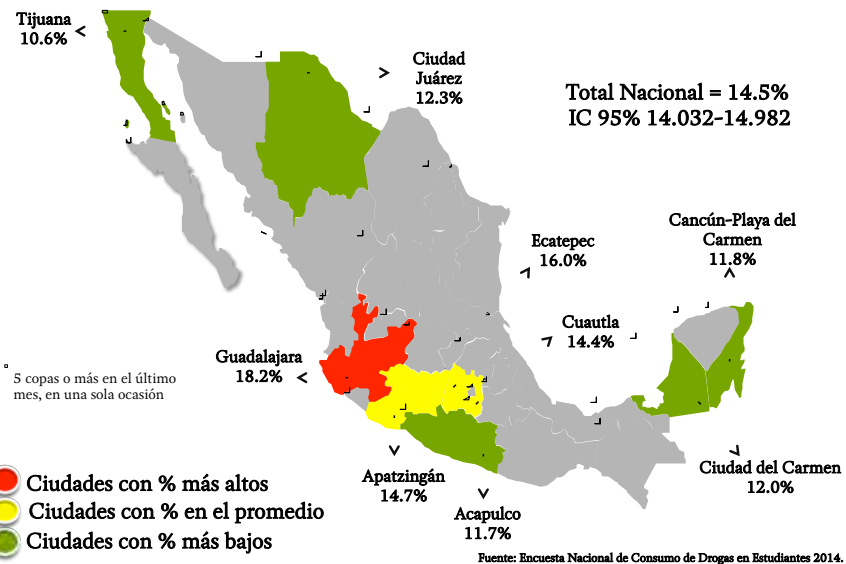 Tijuana
10.6%
Ciudad
Juárez
12.3%
Total Nacional = 14.5%
IC 95% 14.032-14.982
Cancún-Playa del
Carmen
11.8%
Ecatepec
16.0%
Cuautla
14.4%
Guadalajara
18.2%
5 copas o más en el último
mes, en una sola ocasión
Apatzingán
14.7%
Acapulco
11.7%
Ciudad del Carmen
12.0%
Ciudades con % más altos
Ciudades con % en el promedio
Ciudades con % más bajos
Fuente: Encuesta Nacional de Consumo de Drogas en Estudiantes 2014.